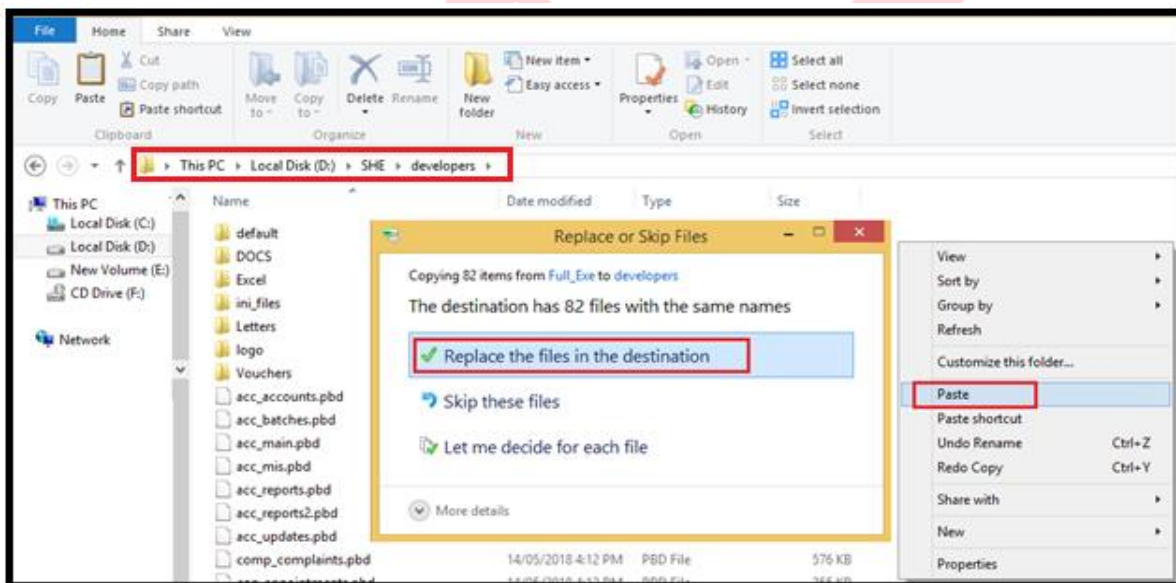 File Home Share View
Copy
Paste
Cut
Copy path
Paste shortcut
Move to
Copy to
Delete
Rename
New folder
New item
Easy access
Properties
Open
Edit
History
Select all
Select none
Invert selection
Clipboard Organize New Open Select
This PC Local Disk (D:) SHE developers
This PC
Local Disk (C:)
Local Disk (D:)
New Volume (E:)
CD Drive (F:)
Network
Name Date modified Type Size
default
DOCS
Excel
ini_files
Letters
logo
Vouchers
acc_accounts.pbd
acc_batches.pbd
acc_main.pbd
acc_mis.pbd
acc_reports.pbd
acc_reports2.pbd
acc_updates.pbd
comp_complaints.pbd 14/05/2018 4:12 PM PBD File 576 KB
Replace or Skip Files
Copying 82 items from Full_Exe to developers
The destination has 82 files with the same names
Replace the files in the destination
Skip these files
Let me decide for each file
More details
View
Sort by
Group by
Refresh
Customize this folder...
Paste
Paste shortcut
Undo Rename Ctrl+Z
Redo Copy Ctrl+Y
Share with
New
Properties